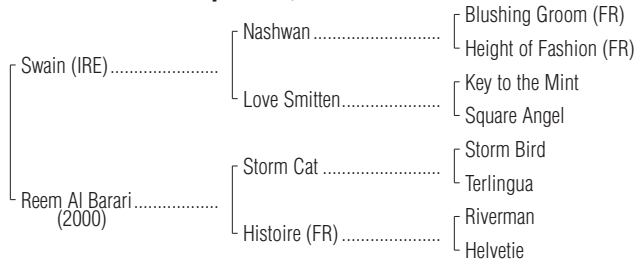 Blushing Groom (FR)
Nashwan
Height of Fashion (FR)
Swain (IRE)
Key to the Mint
Love Smitten
Square Angel
Storm Bird
Storm Cat
Terlingua
Reem Al Barari
(2000)
Riverman
Histoire (FR)
Helvetie